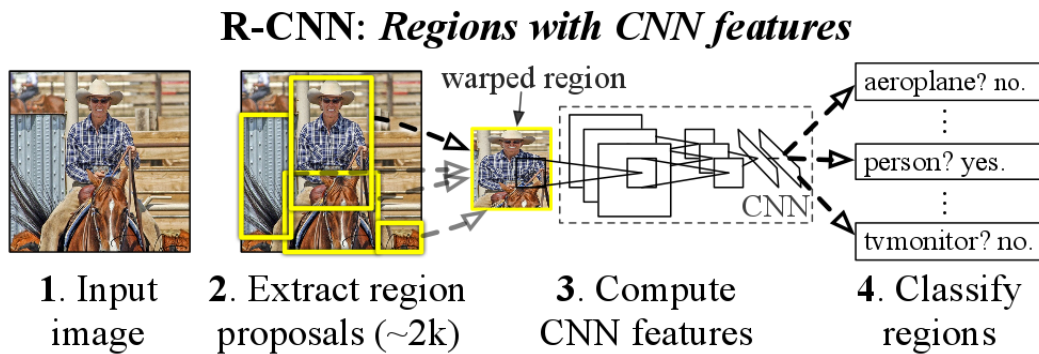 R-CNN: Regions with CNN features
warped region
aeroplane? no.
person? yes.
tvmonitor? no.
CNN
1. Input
image
2. Extract region
proposals (~2k)
3. Compute
CNN features
4. Classify
regions